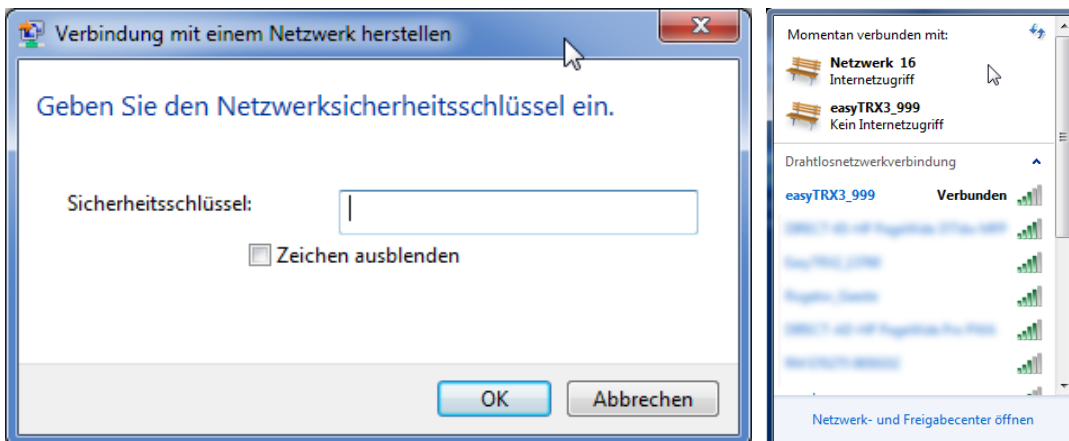 Verbindung mit einem Netzwerk herstellen
Geben Sie den Netzwerksicherheitsschlüssel ein.
Sicherheitsschlüssel:
Zeichen ausblenden
OK
Abbrechen
Momentan verbunden mit:
Netzwerk 16
Internetzugriff
easyTRX3_999
Kein Internetzugriff
Drahtlosnetzwerkverbindung
easyTRX3_999 Verbunden
Netzwerk- und Freigabecenter öffnen